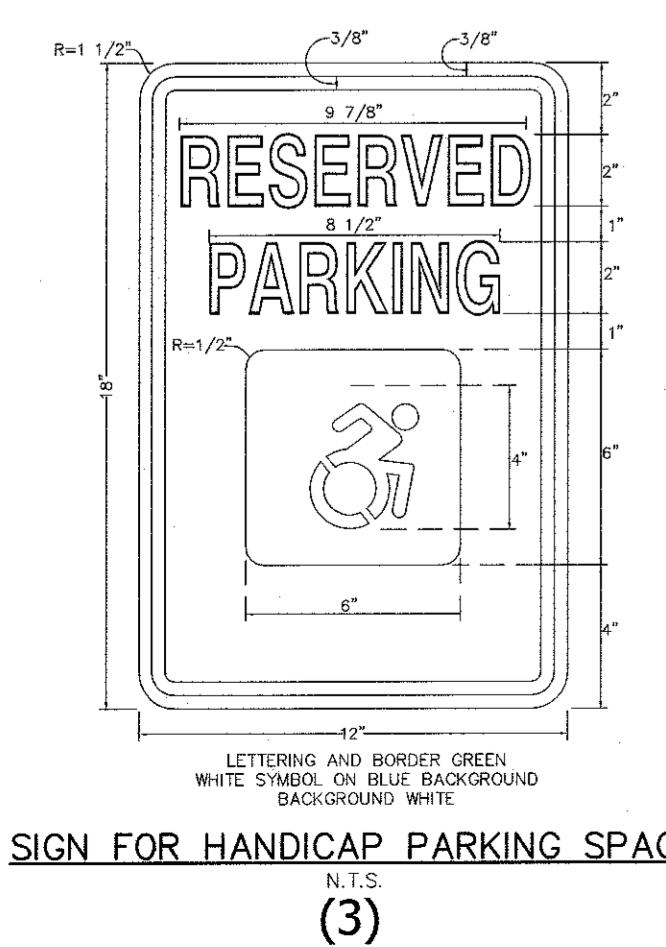 R=1 1/2"
3/8"
3/8"
2"
9 7/8"
RESERVED
2"
1"
8 1/2"
PARKING
2"
1"
R=1/2"
18"
4"
6"
6"
4"
12"
LETTERING AND BORDER GREEN
WHITE SYMBOL ON BLUE BACKGROUND
BACKGROUND WHITE
SIGN FOR HANDICAP PARKING SPAC
N.T.S.
(3)